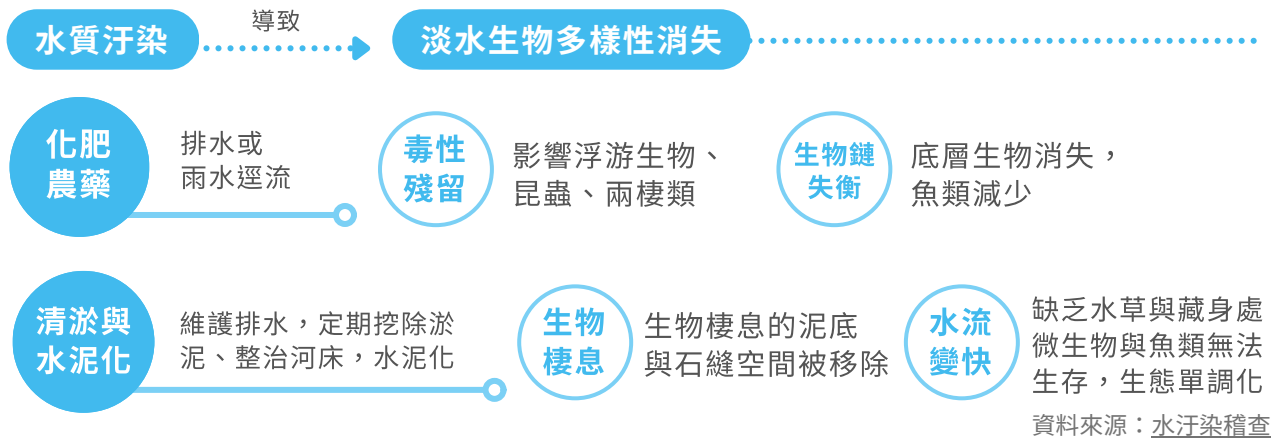 水質汙染
導致
淡水生物多樣性消失
化肥
農藥
排水或
雨水逕流
毒性
殘留
影響浮游生物、
昆蟲、兩棲類
生物鏈
失衡
底層生物消失，
魚類減少
清淤與
水泥化
維護排水，定期挖除淤
泥、整治河床，水泥化
生物
棲息
生物棲息的泥底
與石縫空間被移除
水流
變快
缺乏水草與藏身處
微生物與魚類無法
生存，生態單調化
資料來源：水汙染稽查